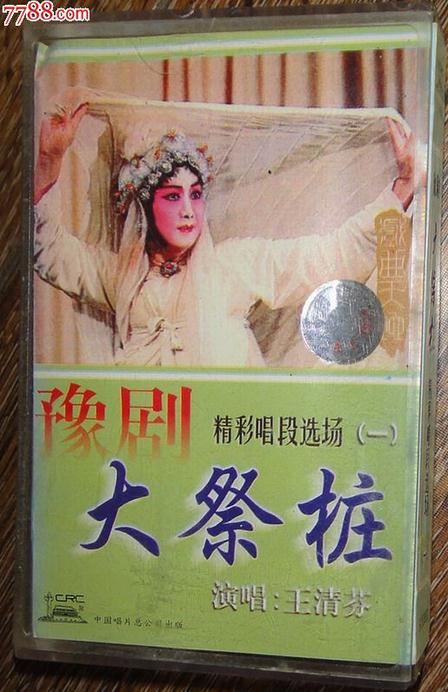 7788.com
豫剧
精彩唱段选场(一)
大祭桩
演唱:王清芬
CRC
中国唱片总公司出版